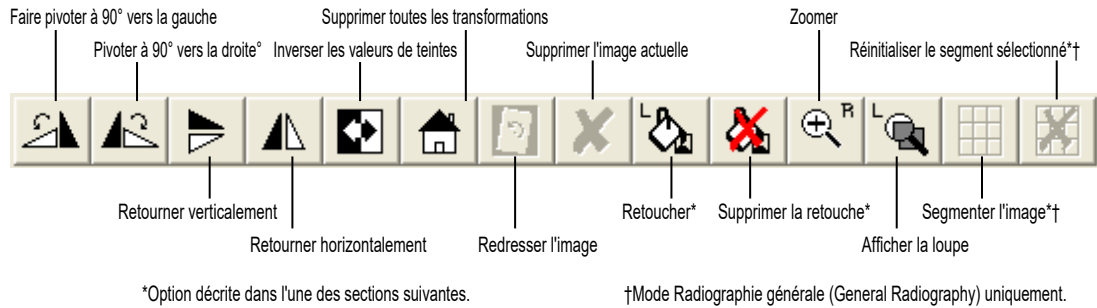 Faire pivoter à 90° vers la gauche
Supprimer toutes les transformations
Zoomer
Pivoter à 90° vers la droite°
Inverser les valeurs de teintes
Supprimer l'image actuelle
Réinitialiser le segment sélectionné*†
L
R
L
Retourner verticalement
Retoucher*
Supprimer la retouche*
Segmenter l'image*†
Retourner horizontalement
Redresser l'image
Afficher la loupe
*Option décrite dans l'une des sections suivantes.
†Mode Radiographie générale (General Radiography) uniquement.